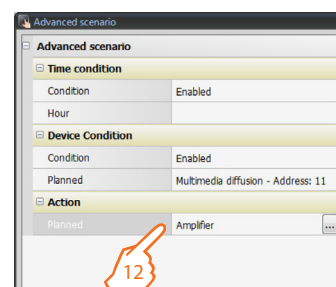 Advanced scenario
Advanced scenario
Time condition
Condition Enabled
Hour
Device Condition
Condition Enabled
Planned Multimedia diffusion - Address: 11
Action
Planned Amplifier ...
12